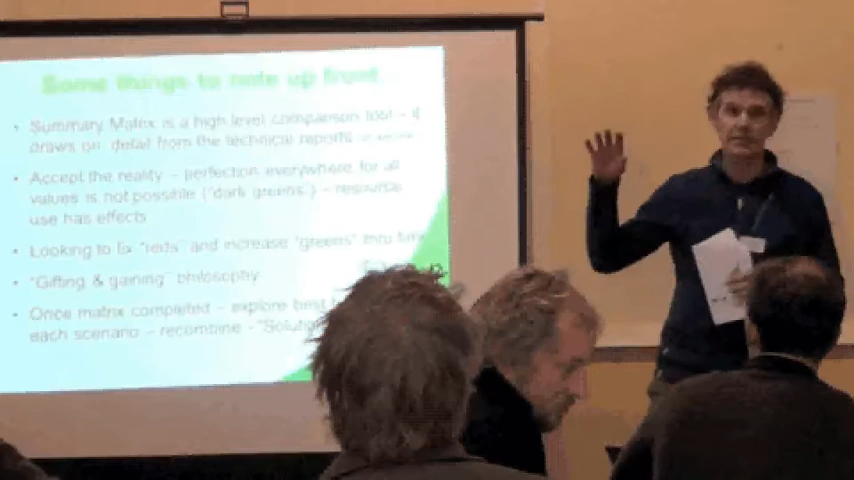 Some things to note up front
• Summary Matrix is a high level comparison tool – it
draws on detail from the technical reports
• Accept the reality – perfection everywhere for all
values is not possible ("dark greens") – resource
use has effects
• Looking to fix "reds" and increase "greens" thru time
• "Gifting & gaining" philosophy
• Once matrix completed – explore best
each scenario – recombine - "Solution